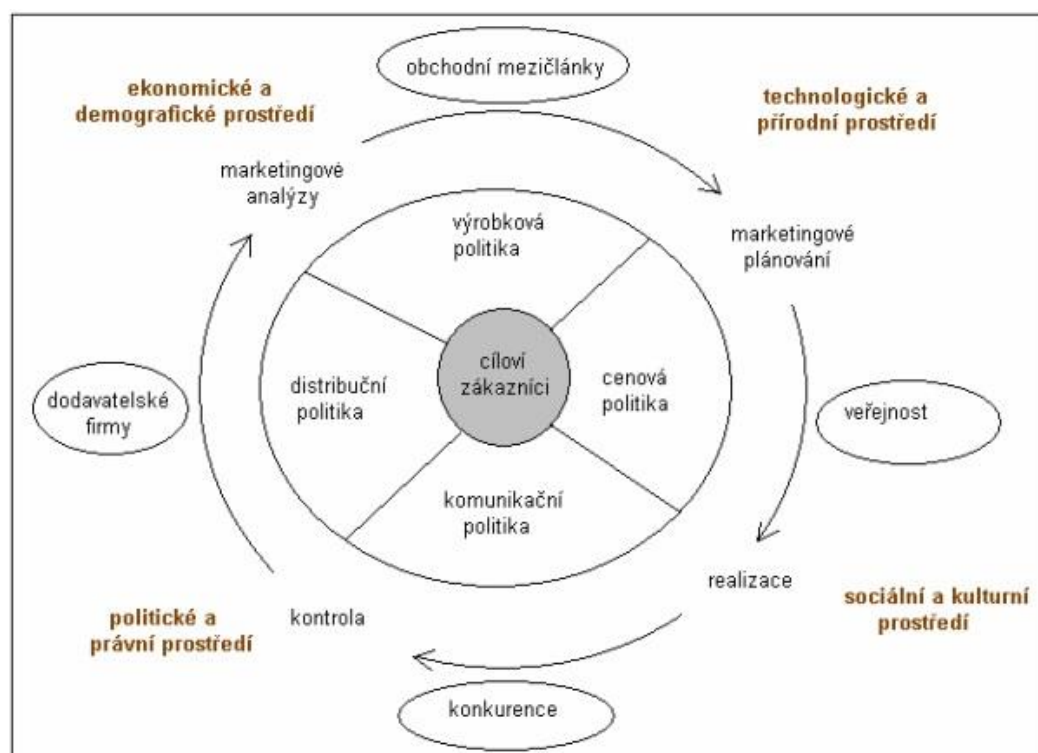 obchodní mezičlánky
ekonomické a
demografické prostředí
technologické a
přírodní prostředí
marketingové
analýzy
výrobková
politika
marketingové
plánování
cíloví
zákazníci
distribuční
politika
cenová
politika
dodavatelské
firmy
veřejnost
komunikační
politika
realizace
sociální a kulturní
prostředí
politické a
právní prostředí
kontrola
konkurence